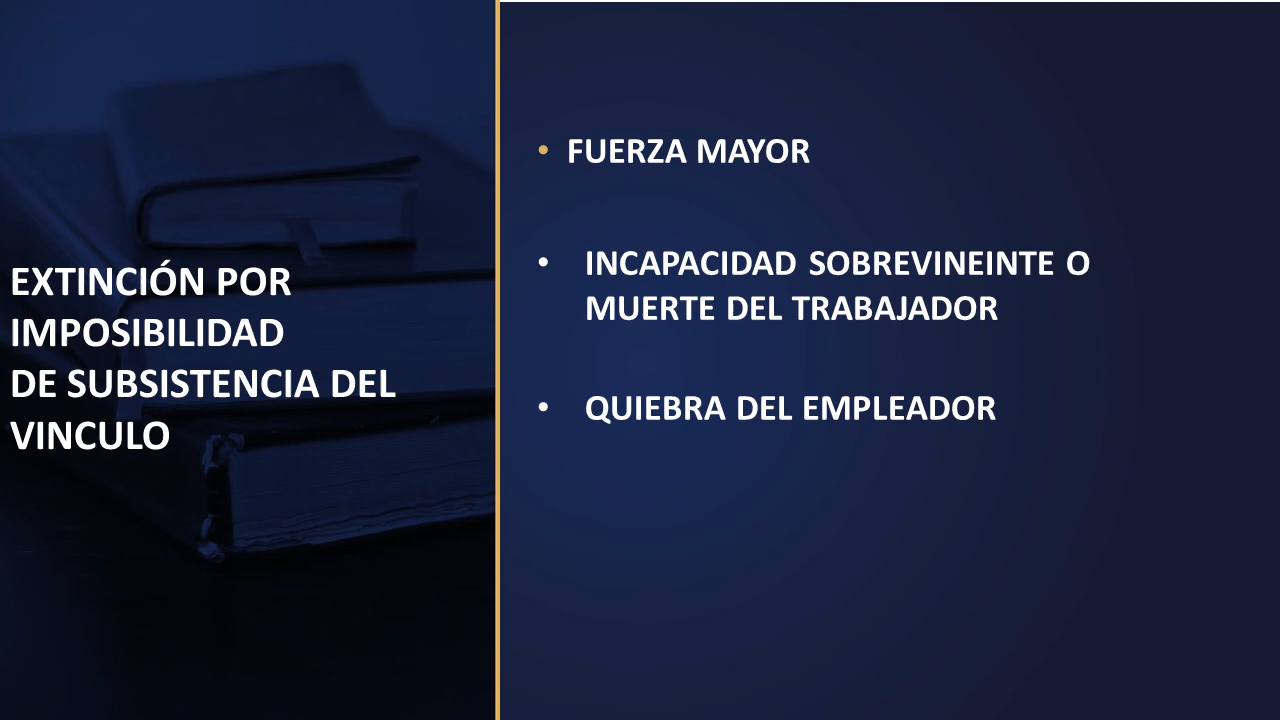 EXTINCIÓN POR
IMPOSIBILIDAD
DE SUBSISTENCIA DEL
VINCULO
• FUERZA MAYOR
• INCAPACIDAD SOBREVINEINTE O
MUERTE DEL TRABAJADOR
• QUIEBRA DEL EMPLEADOR